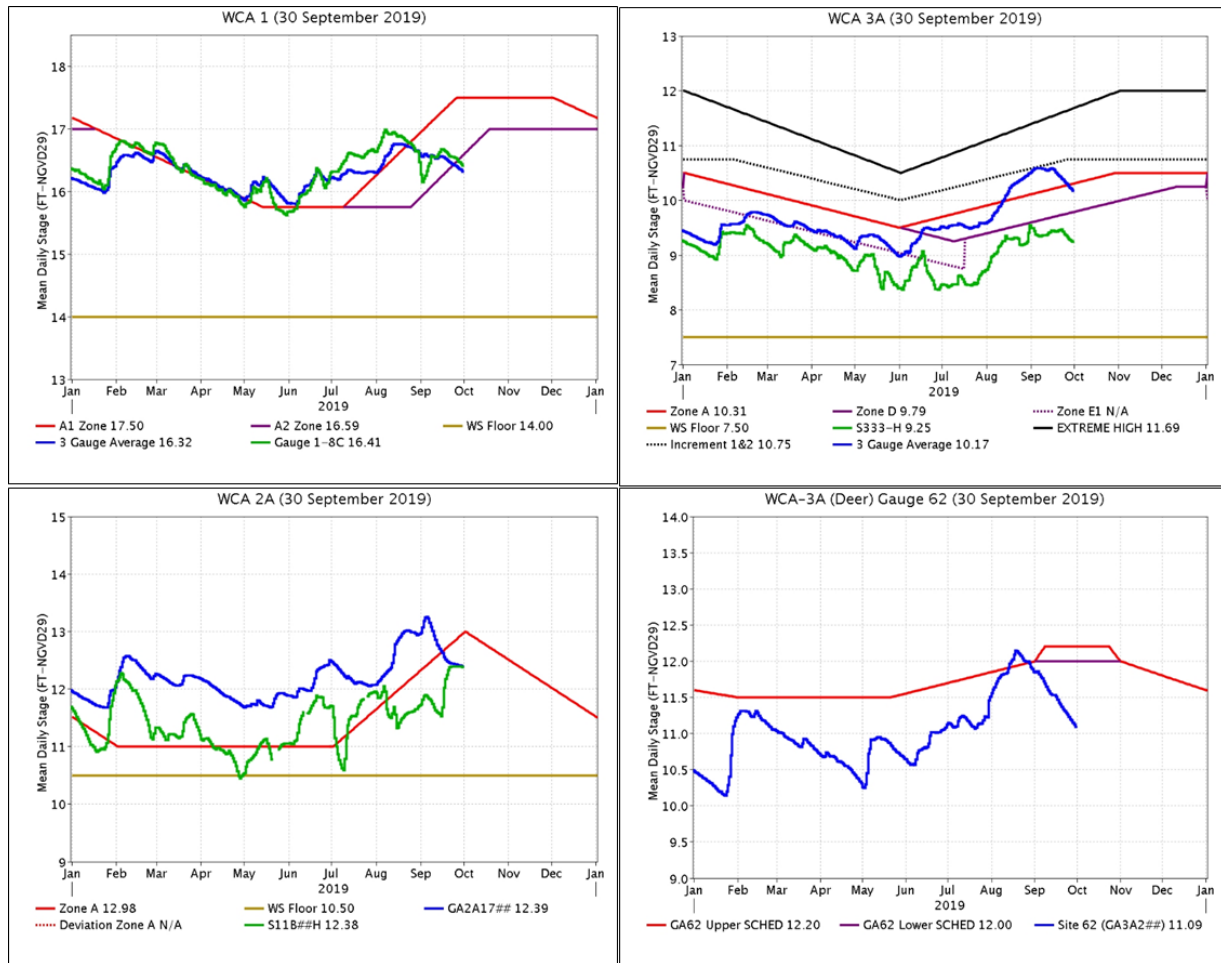 WCA 1 (30 September 2019)
Mean Daily Stage (FT-NGVD29)
18
17
16
15
14
13
Jan Feb Mar Apr May Jun Jul Aug Sep Oct Nov Dec Jan
2019
A1 Zone 17.50 A2 Zone 16.59 WS Floor 14.00
3 Gauge Average 16.32 Gauge 1-8C 16.41
WCA 3A (30 September 2019)
Mean Daily Stage (FT-NGVD29)
13
12
11
10
9
8
7
Jan Feb Mar Apr May Jun Jul Aug Sep Oct Nov Dec Jan
2019
Zone A 10.31 Zone D 9.79 Zone E1 N/A
WS Floor 7.50 S333-H 9.25 EXTREME HIGH 11.69
Increment 1&2 10.75 3 Gauge Average 10.17
WCA 2A (30 September 2019)
Mean Daily Stage (FT-NGVD29)
15
14
13
12
11
10
9
Jan Feb Mar Apr May Jun Jul Aug Sep Oct Nov Dec Jan
2019
Zone A 12.98 WS Floor 10.50 GA2A17## 12.39
Deviation Zone A N/A S11B##H 12.38
WCA-3A (Deer) Gauge 62 (30 September 2019)
Mean Daily Stage (FT-NGVD29)
14.0
13.5
13.0
12.5
12.0
11.5
11.0
10.5
10.0
9.5
9.0
Jan Feb Mar Apr May Jun Jul Aug Sep Oct Nov Dec Jan
2019
GA62 Upper SCHED 12.20 GA62 Lower SCHED 12.00 Site 62 (GA3A2##) 11.09